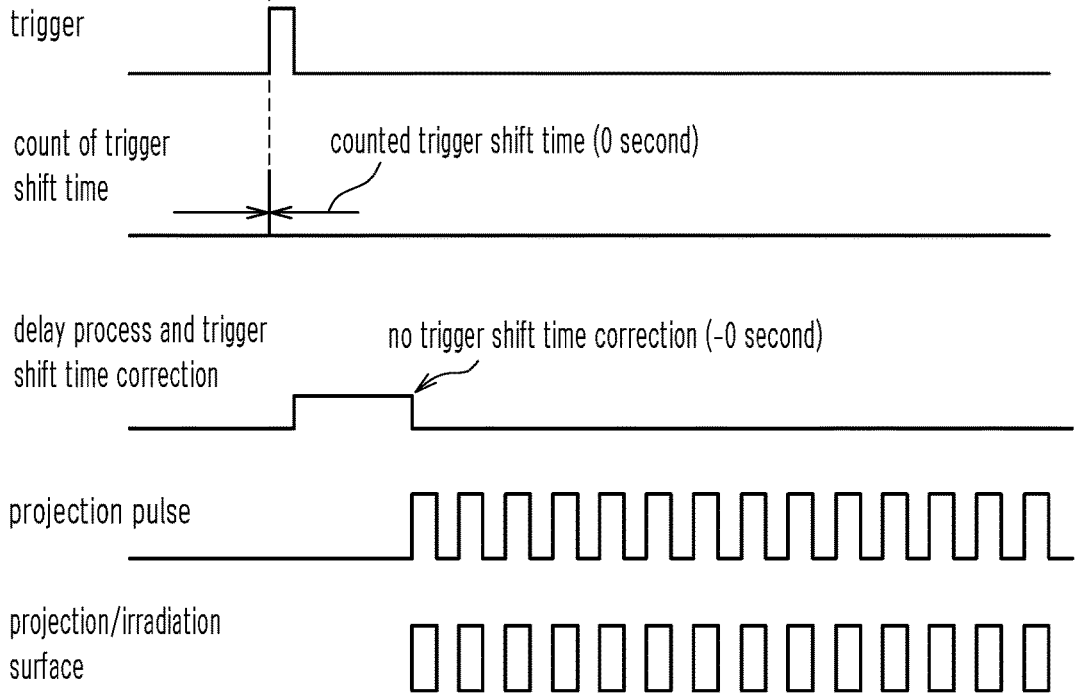 trigger
count of trigger
shift time
counted trigger shift time (0 second)
delay process and trigger
shift time correction
no trigger shift time correction (-0 second)
projection pulse
projection/irradiation
surface